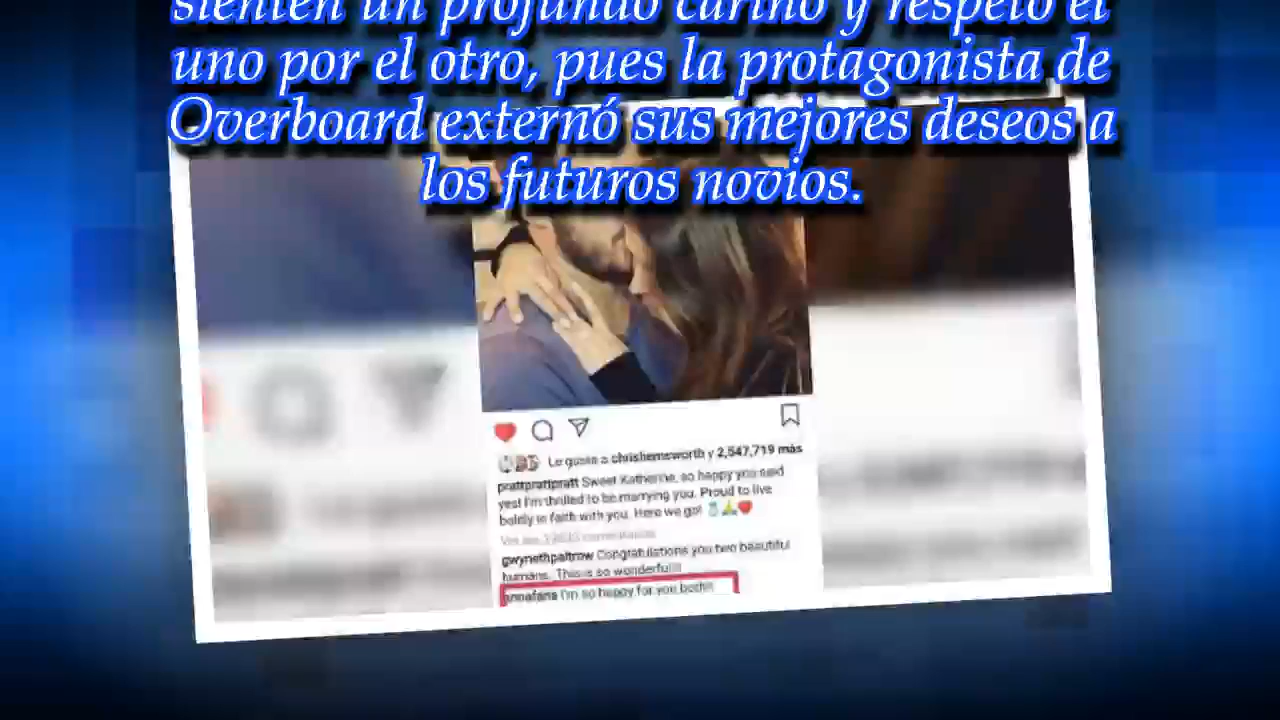 sienten un profundo cariño y respeto el
uno por el otro, pues la protagonista de
Overboard externó sus mejores deseos a
los futuros novios.
Le gusta a chrishemsworth y 2,547,719 más
prattprattpratt Sweet Katherine, so happy you said
yes! I'm thrilled to be marrying you. Proud to live
boldly in faith with you. Here we go! 💍🙏❤️
gwynethpaltrow Congratulations you two beautiful
humans. This is so wonderful!!!
annafaris I'm so happy for you both!!